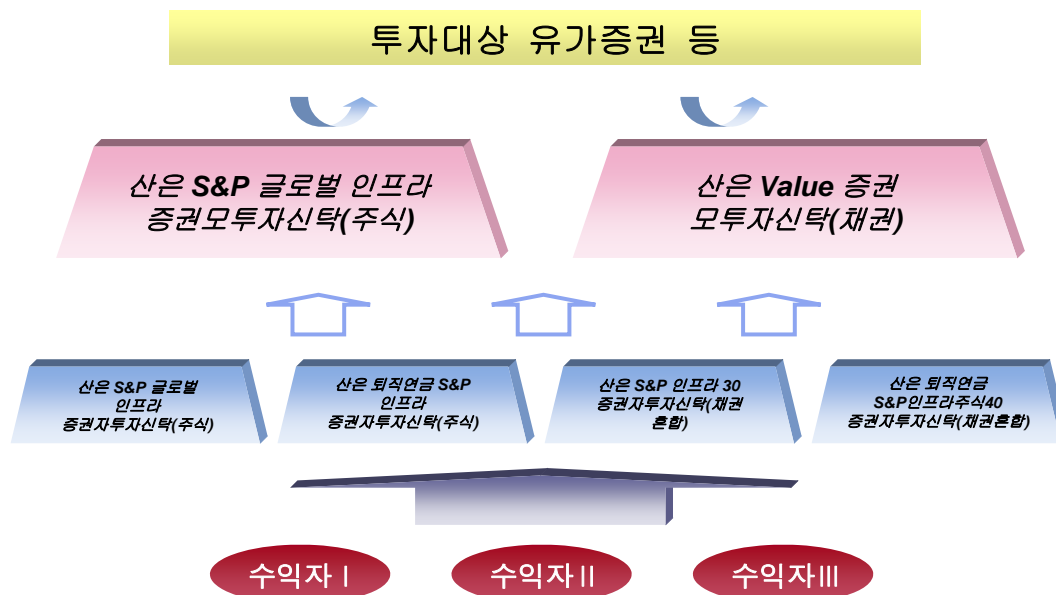 투자대상 유가증권 등
산은 S&P 글로벌 인프라
증권모투자신탁(주식)
산은 Value 증권
모투자신탁(채권)
산은 S&P 글로벌
인프라
증권자투자신탁(주식)
산은 퇴직연금 S&P
인프라
증권자투자신탁(주식)
산은 S&P 인프라 30
증권자투자신탁(채권
혼합)
산은 퇴직연금
S&P인프라주식40
증권자투자신탁(채권혼합)
수익자Ⅰ
수익자Ⅱ
수익자Ⅲ